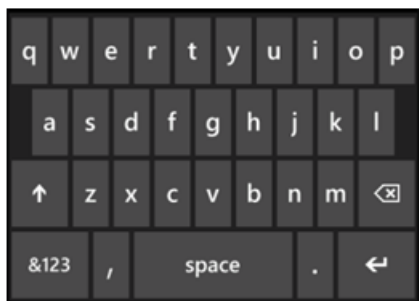 q w e r t y u i o p
a s d f g h j k l
↑ z x c v b n m ⌫
&123 , space . ↵